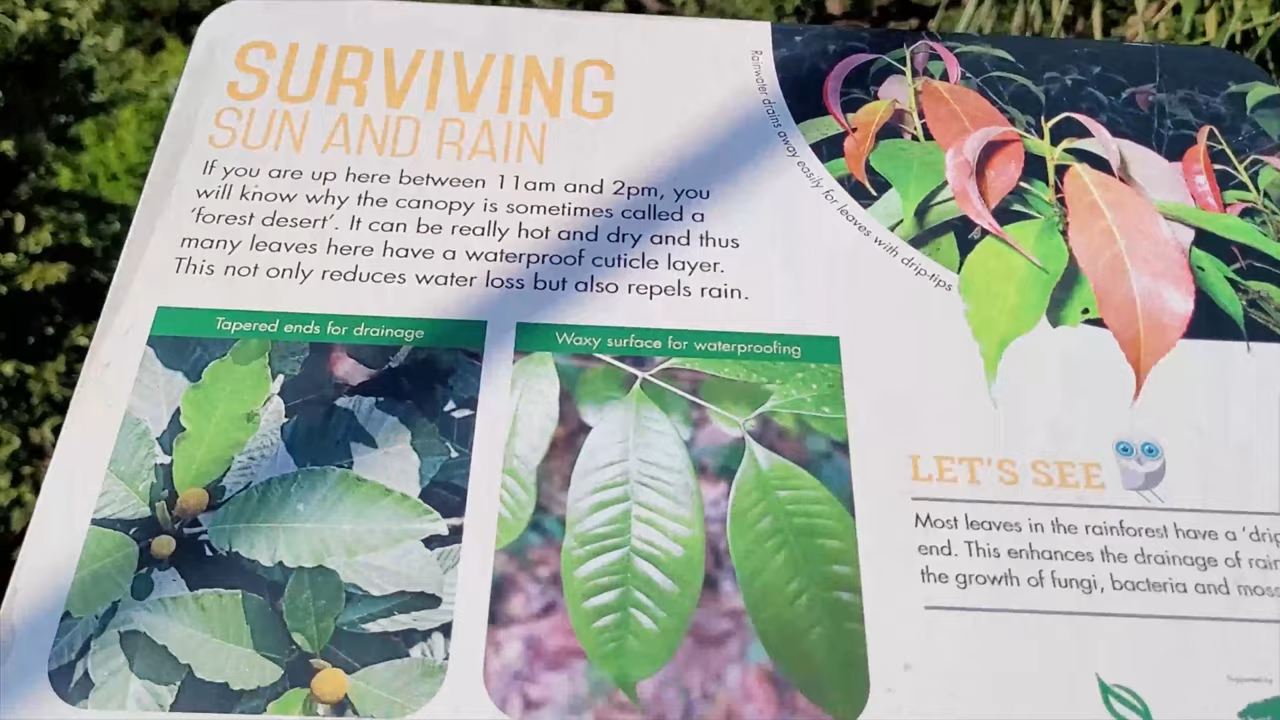 SURVIVING
SUN AND RAIN
If you are up here between 11am and 2pm, you
will know why the canopy is sometimes called a
'forest desert'. It can be really hot and dry and thus
many leaves here have a waterproof cuticle layer.
This not only reduces water loss but also repels rain.
Rainwater drains away easily for leaves with drip-tips
Tapered ends for drainage
Waxy surface for waterproofing
LET'S SEE
Most leaves in the rainforest have a 'drip
end. This enhances the drainage of rain
the growth of fungi, bacteria and moss